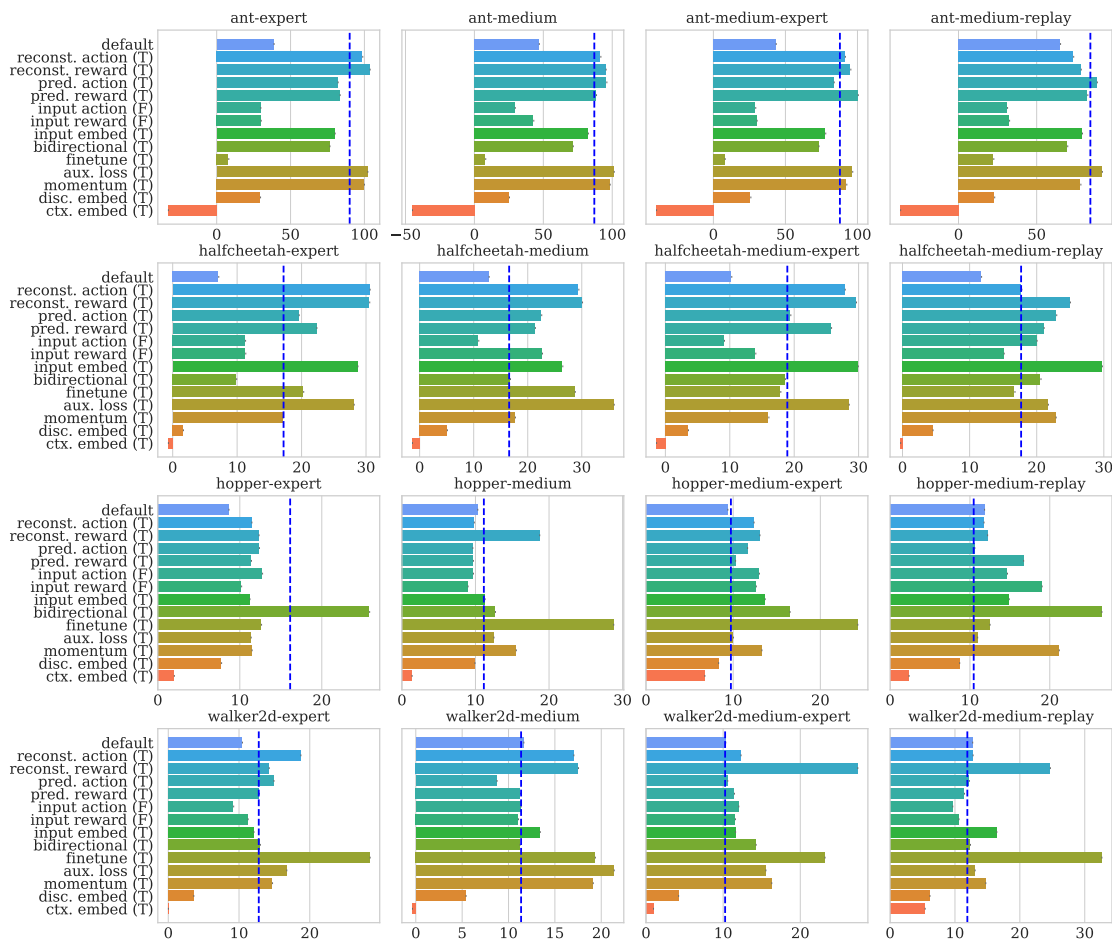 ant-expert ant-medium ant-medium-expert ant-medium-replay
default
reconst. action (T)
reconst. reward (T)
pred. action (T)
pred. reward (T)
input action (F)
input reward (F)
input embed (T)
bidirectional (T)
finetune (T)
aux. loss (T)
momentum (T)
disc. embed (T)
ctx. embed (T)
0 50 100 −50 0 50 100 0 50 100 0 50
halfcheetah-expert halfcheetah-medium halfcheetah-medium-expert halfcheetah-medium-replay
default
reconst. action (T)
reconst. reward (T)
pred. action (T)
pred. reward (T)
input action (F)
input reward (F)
input embed (T)
bidirectional (T)
finetune (T)
aux. loss (T)
momentum (T)
disc. embed (T)
ctx. embed (T)
0 10 20 30 0 10 20 30 0 10 20 30 0 10 20 30
hopper-expert hopper-medium hopper-medium-expert hopper-medium-replay
default
reconst. action (T)
reconst. reward (T)
pred. action (T)
pred. reward (T)
input action (F)
input reward (F)
input embed (T)
bidirectional (T)
finetune (T)
aux. loss (T)
momentum (T)
disc. embed (T)
ctx. embed (T)
0 10 20 0 10 20 30 0 10 20 0 10 20
walker2d-expert walker2d-medium walker2d-medium-expert walker2d-medium-replay
default
reconst. action (T)
reconst. reward (T)
pred. action (T)
pred. reward (T)
input action (F)
input reward (F)
input embed (T)
bidirectional (T)
finetune (T)
aux. loss (T)
momentum (T)
disc. embed (T)
ctx. embed (T)
0 10 20 0 5 10 15 20 0 10 20 0 10 20 30